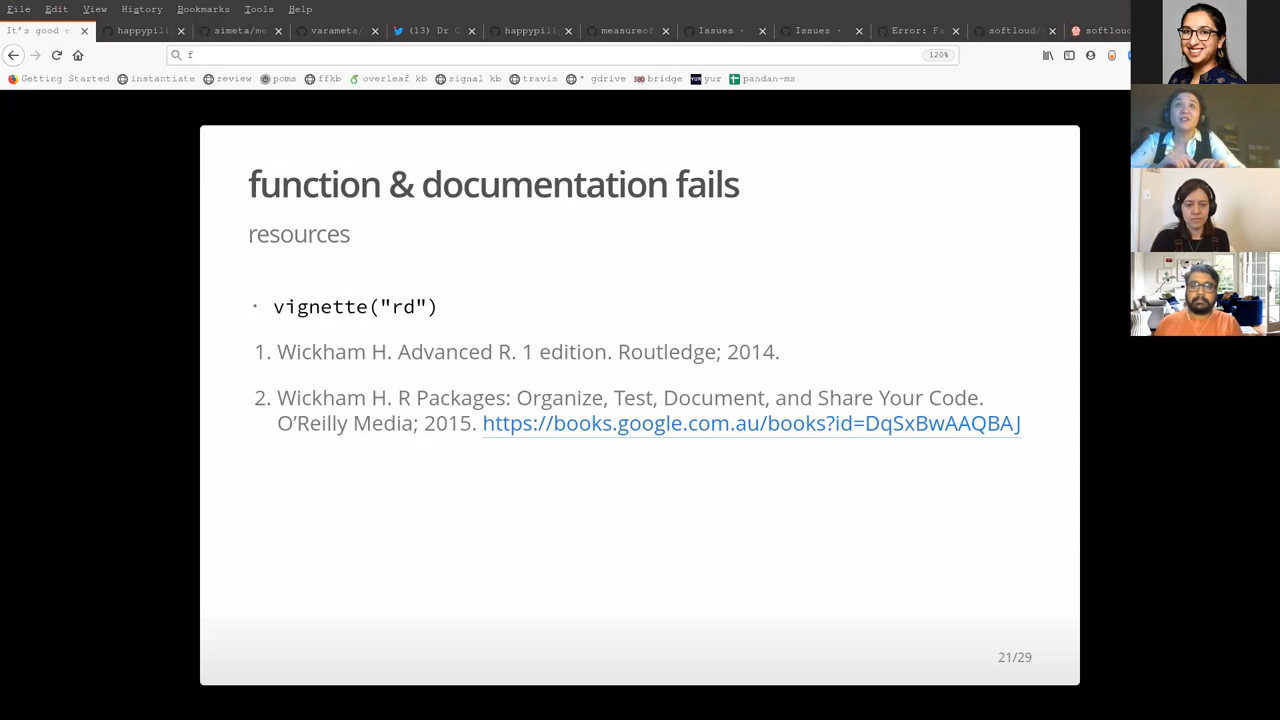 File Edit View History Bookmarks Tools Help
It's good e happypill simeta/me varameta/ (13) Dr C happypill measureof Issues · Issues · Error: Fa softloud/s softlou
f 120%
Getting Started instantiate review poms ffkb overleaf kb signal kb travis * gdrive bridge yur pandan-ms
function & documentation fails
resources
• vignette("rd")
1. Wickham H. Advanced R. 1 edition. Routledge; 2014.
2. Wickham H. R Packages: Organize, Test, Document, and Share Your Code.
O'Reilly Media; 2015. https://books.google.com.au/books?id=DqSxBwAAQBAJ
21/29